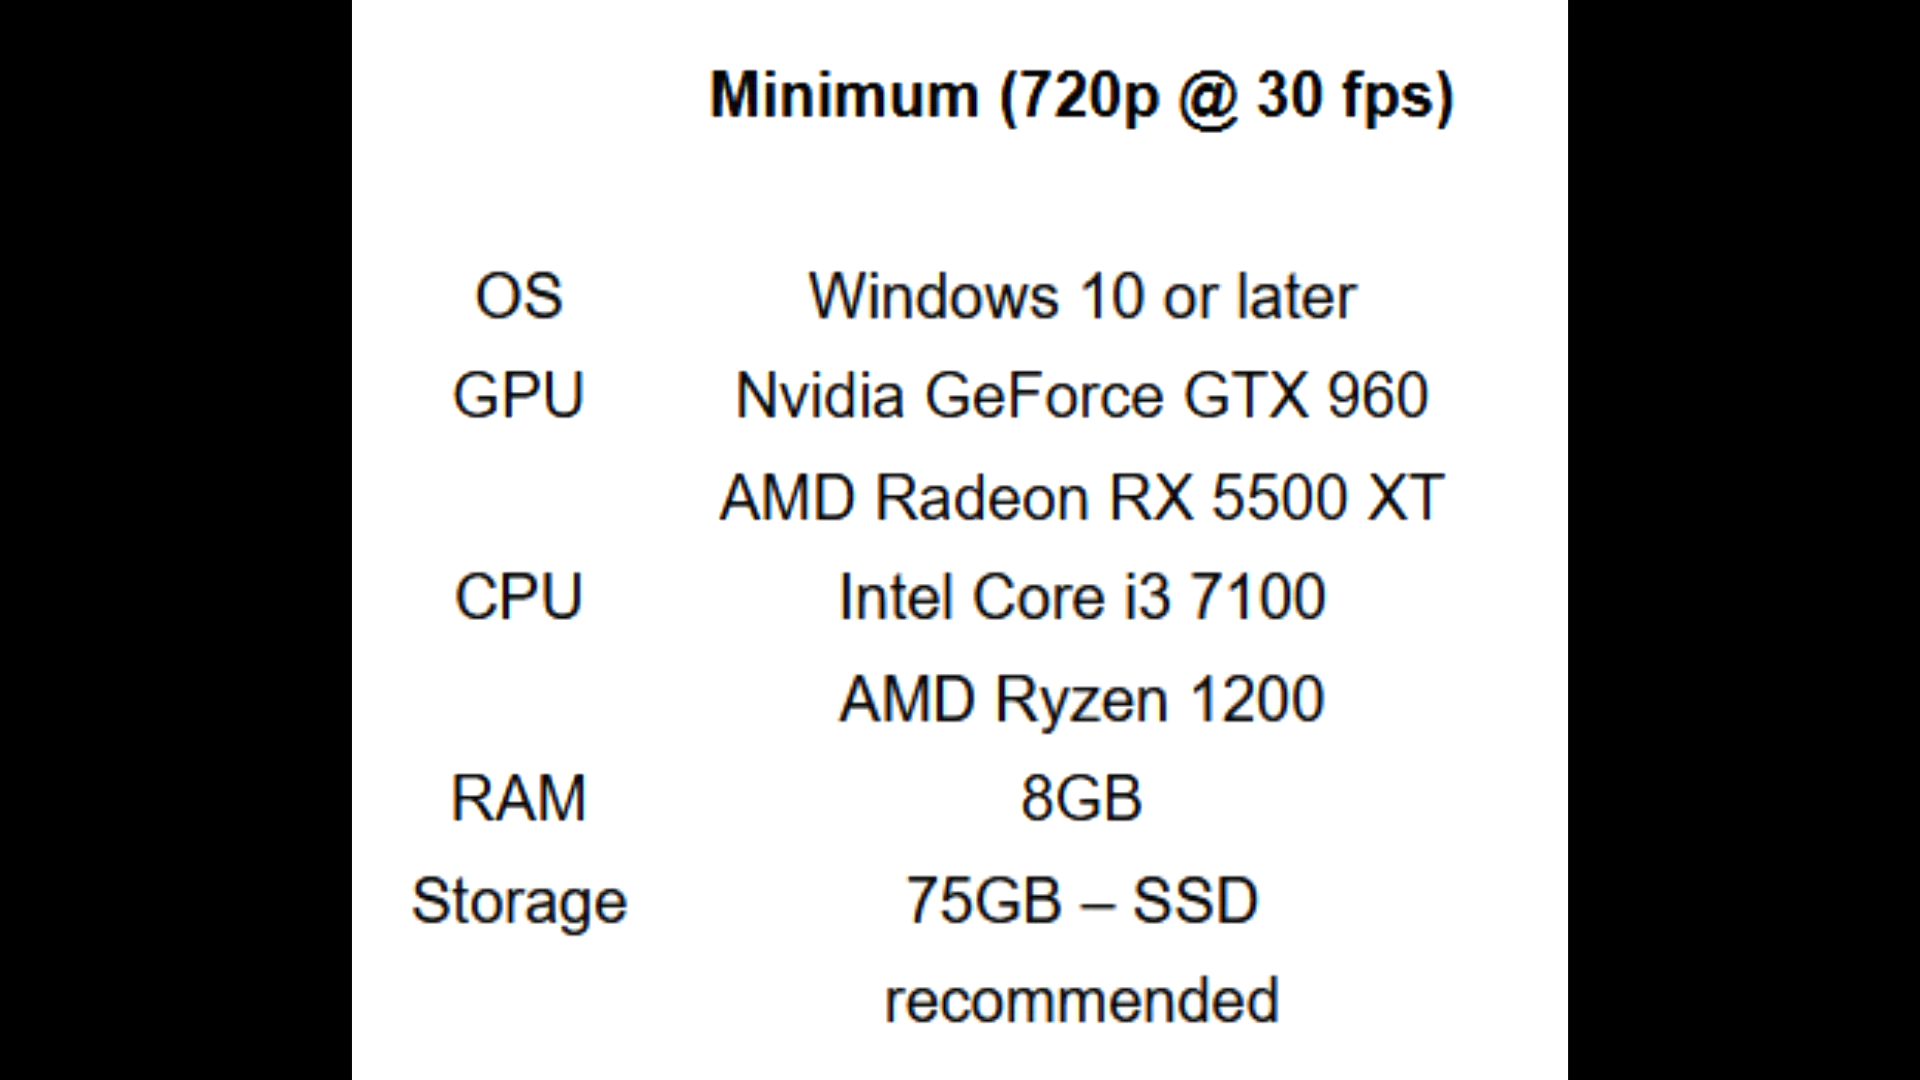 Minimum (720p @ 30 fps)
OS Windows 10 or later
GPU Nvidia GeForce GTX 960
AMD Radeon RX 5500 XT
CPU Intel Core i3 7100
AMD Ryzen 1200
RAM 8GB
Storage 75GB – SSD
recommended